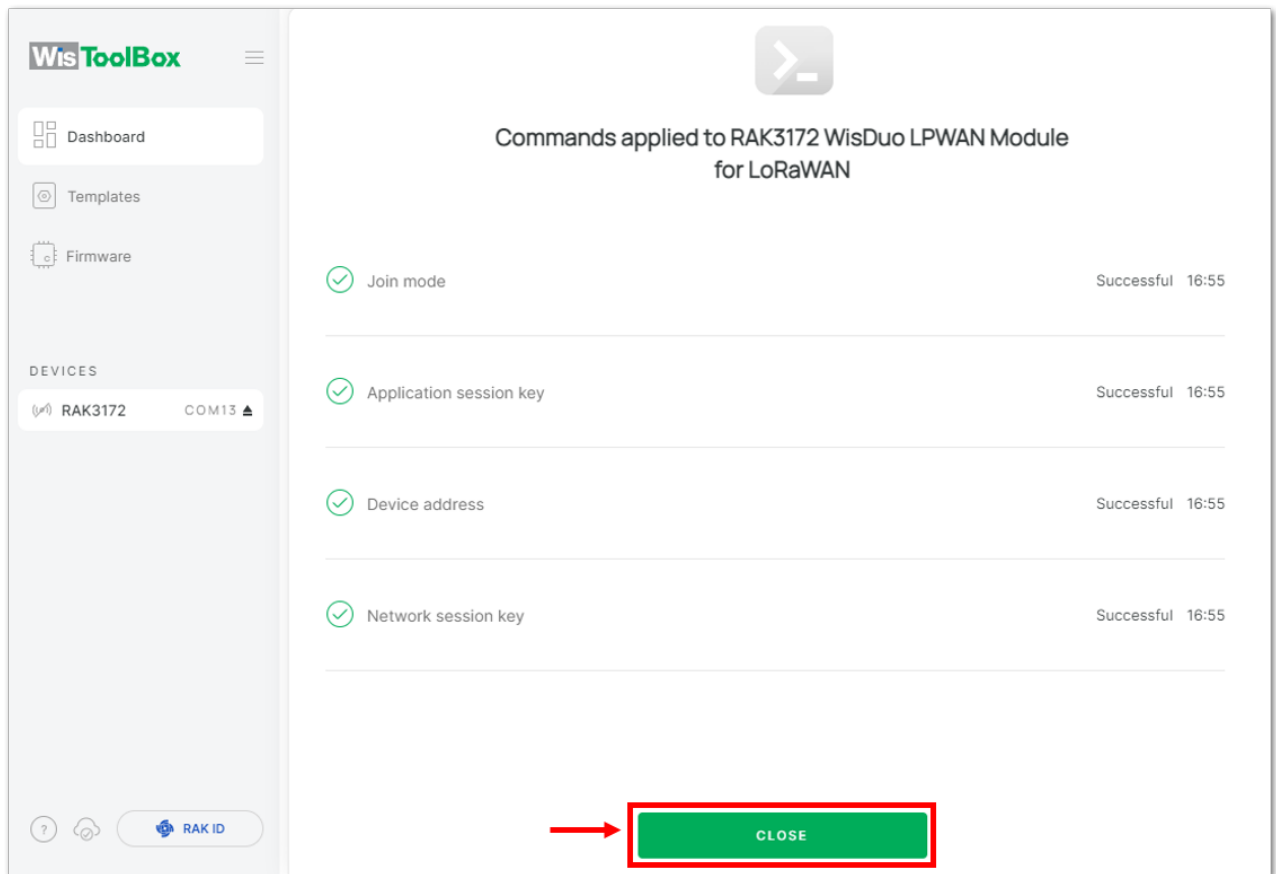 WisToolBox
Dashboard
Templates
Firmware
DEVICES
RAK3172 COM13
RAK ID
Commands applied to RAK3172 WisDuo LPWAN Module
for LoRaWAN
Join mode Successful 16:55
Application session key Successful 16:55
Device address Successful 16:55
Network session key Successful 16:55
CLOSE